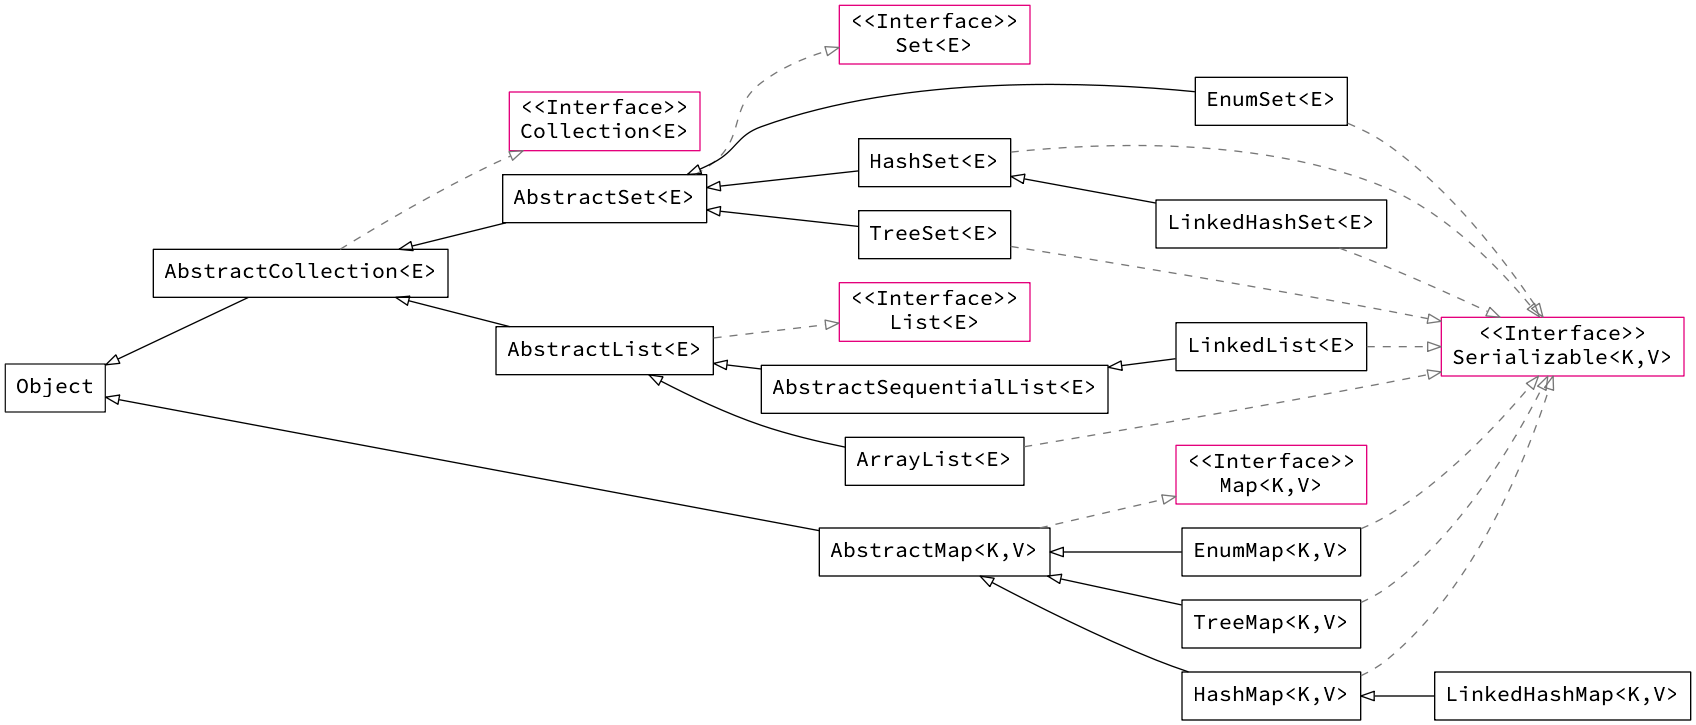 <<Interface>>
Set<E>
EnumSet<E>
<<Interface>>
Collection<E>
HashSet<E>
AbstractSet<E>
LinkedHashSet<E>
TreeSet<E>
AbstractCollection<E>
<<Interface>>
List<E>
<<Interface>>
Serializable<K,V>
AbstractList<E>
LinkedList<E>
Object
AbstractSequentialList<E>
ArrayList<E>
<<Interface>>
Map<K,V>
AbstractMap<K,V>
EnumMap<K,V>
TreeMap<K,V>
HashMap<K,V>
LinkedHashMap<K,V>